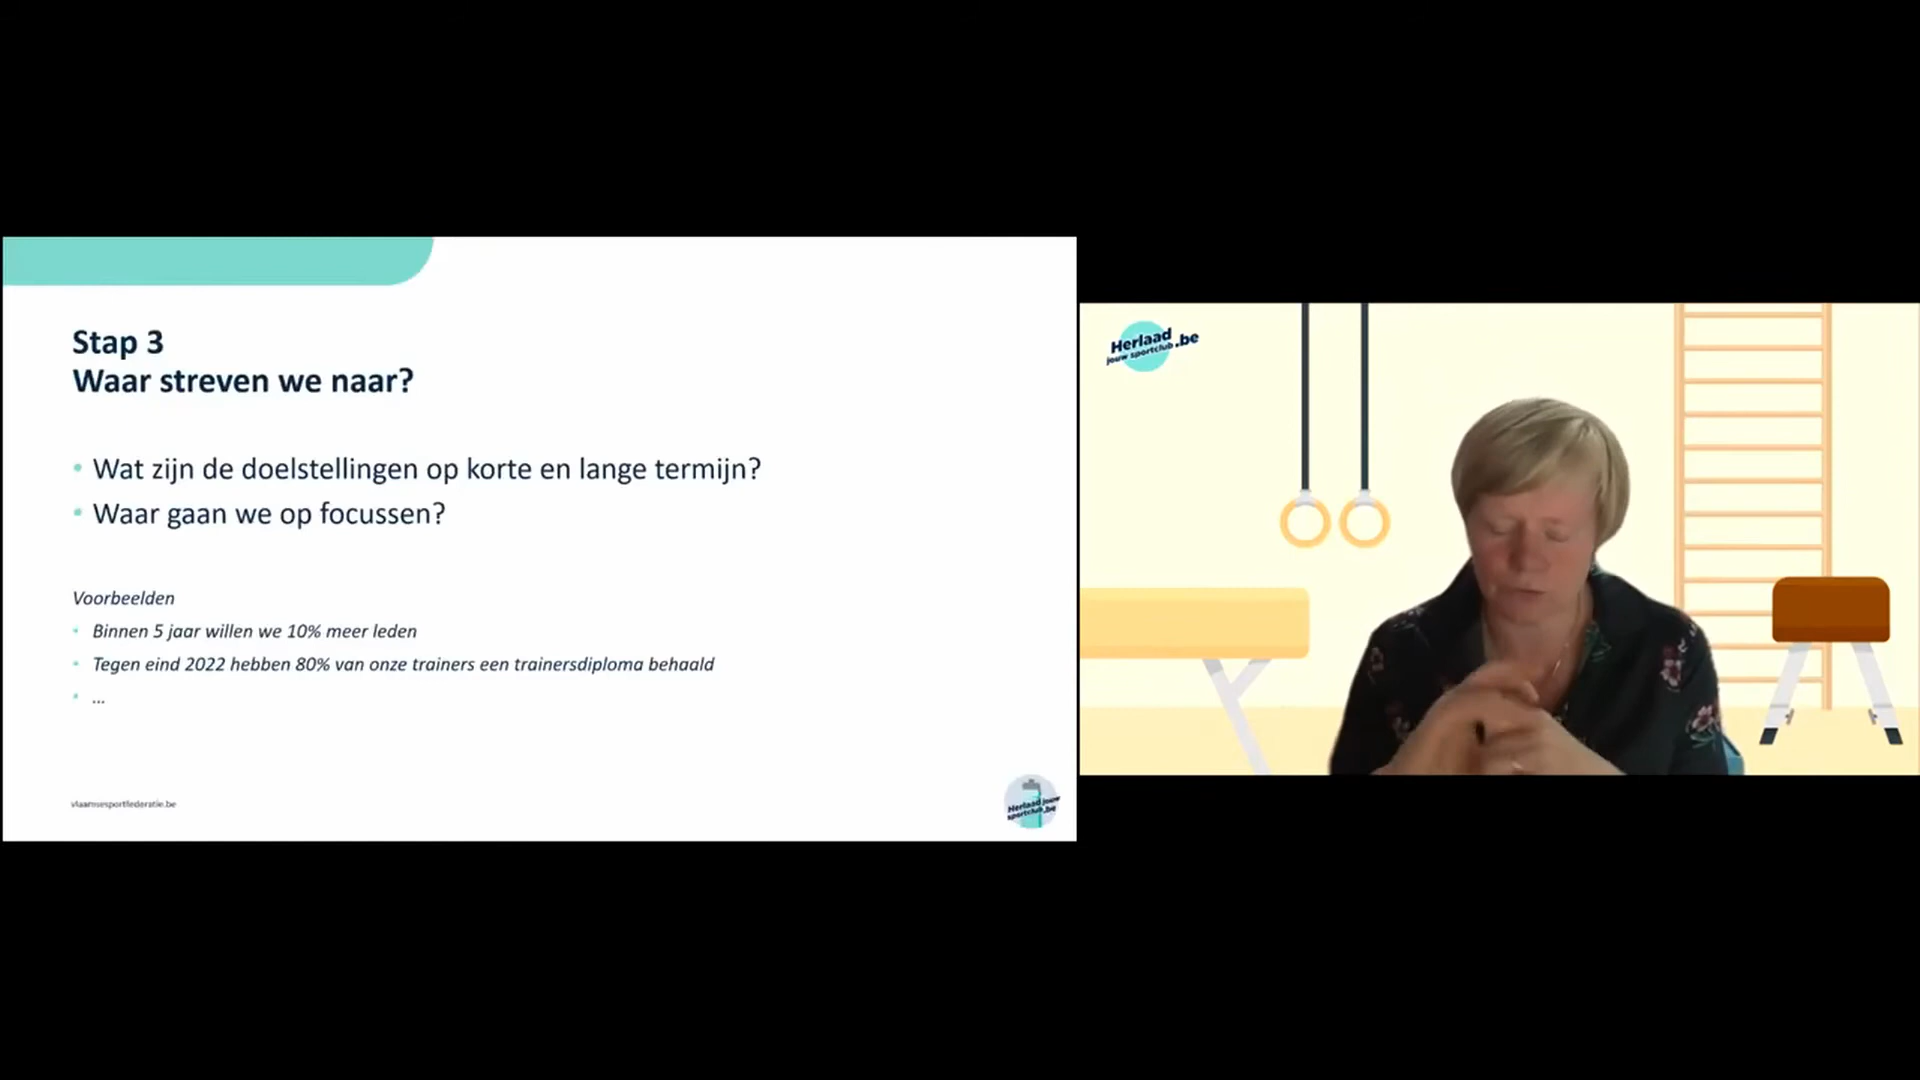 Stap 3
Waar streven we naar?
• Wat zijn de doelstellingen op korte en lange termijn?
• Waar gaan we op focussen?
Voorbeelden
• Binnen 5 jaar willen we 10% meer leden
• Tegen eind 2022 hebben 80% van onze trainers een trainersdiploma behaald
• ...
vlaamsesportfederatie.be
Herlaad jouw
sportclub.be
Herlaad
jouw sportclub.be